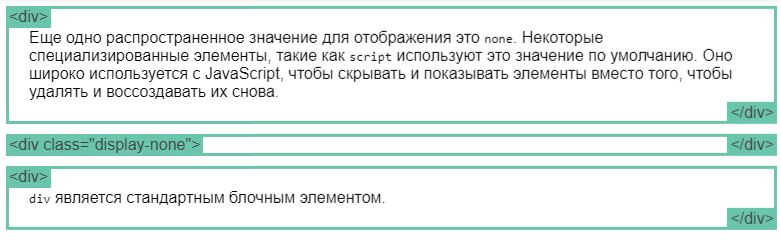 <div>
Еще одно распространенное значение для отображения это none. Некоторые
специализированные элементы, такие как script используют это значение по умолчанию. Оно
широко используется с JavaScript, чтобы скрывать и показывать элементы вместо того, чтобы
удалять и воссоздавать их снова.
</div>
<div class="display-none"> </div>
<div>
div является стандартным блочным элементом.
</div>